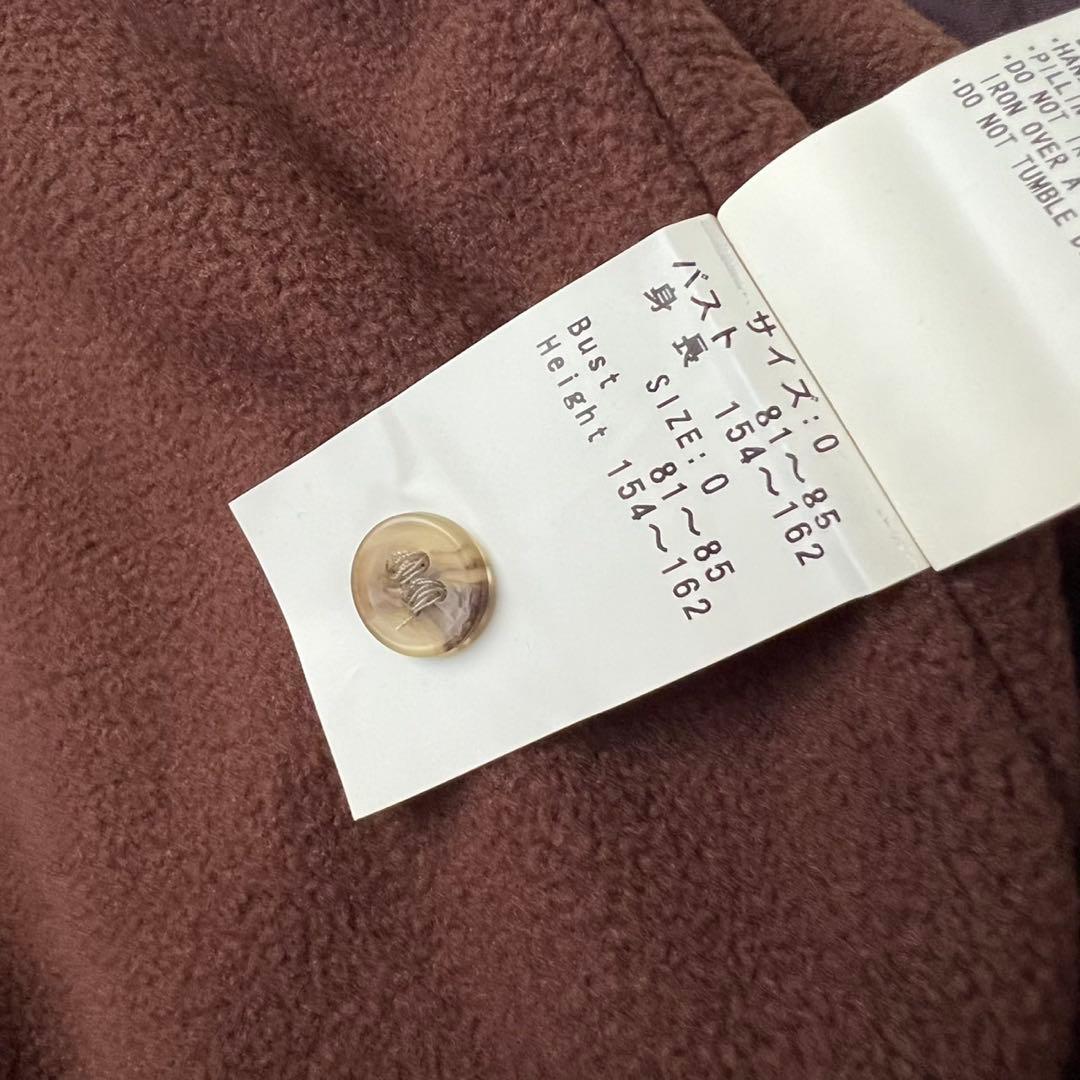 サイズ:0
バスト 81〜85
身長 154〜162
SIZE:0
Bust 81〜85
Height 154〜162
・DO NOT
IRON OVER A
・DO NOT TUMBLE